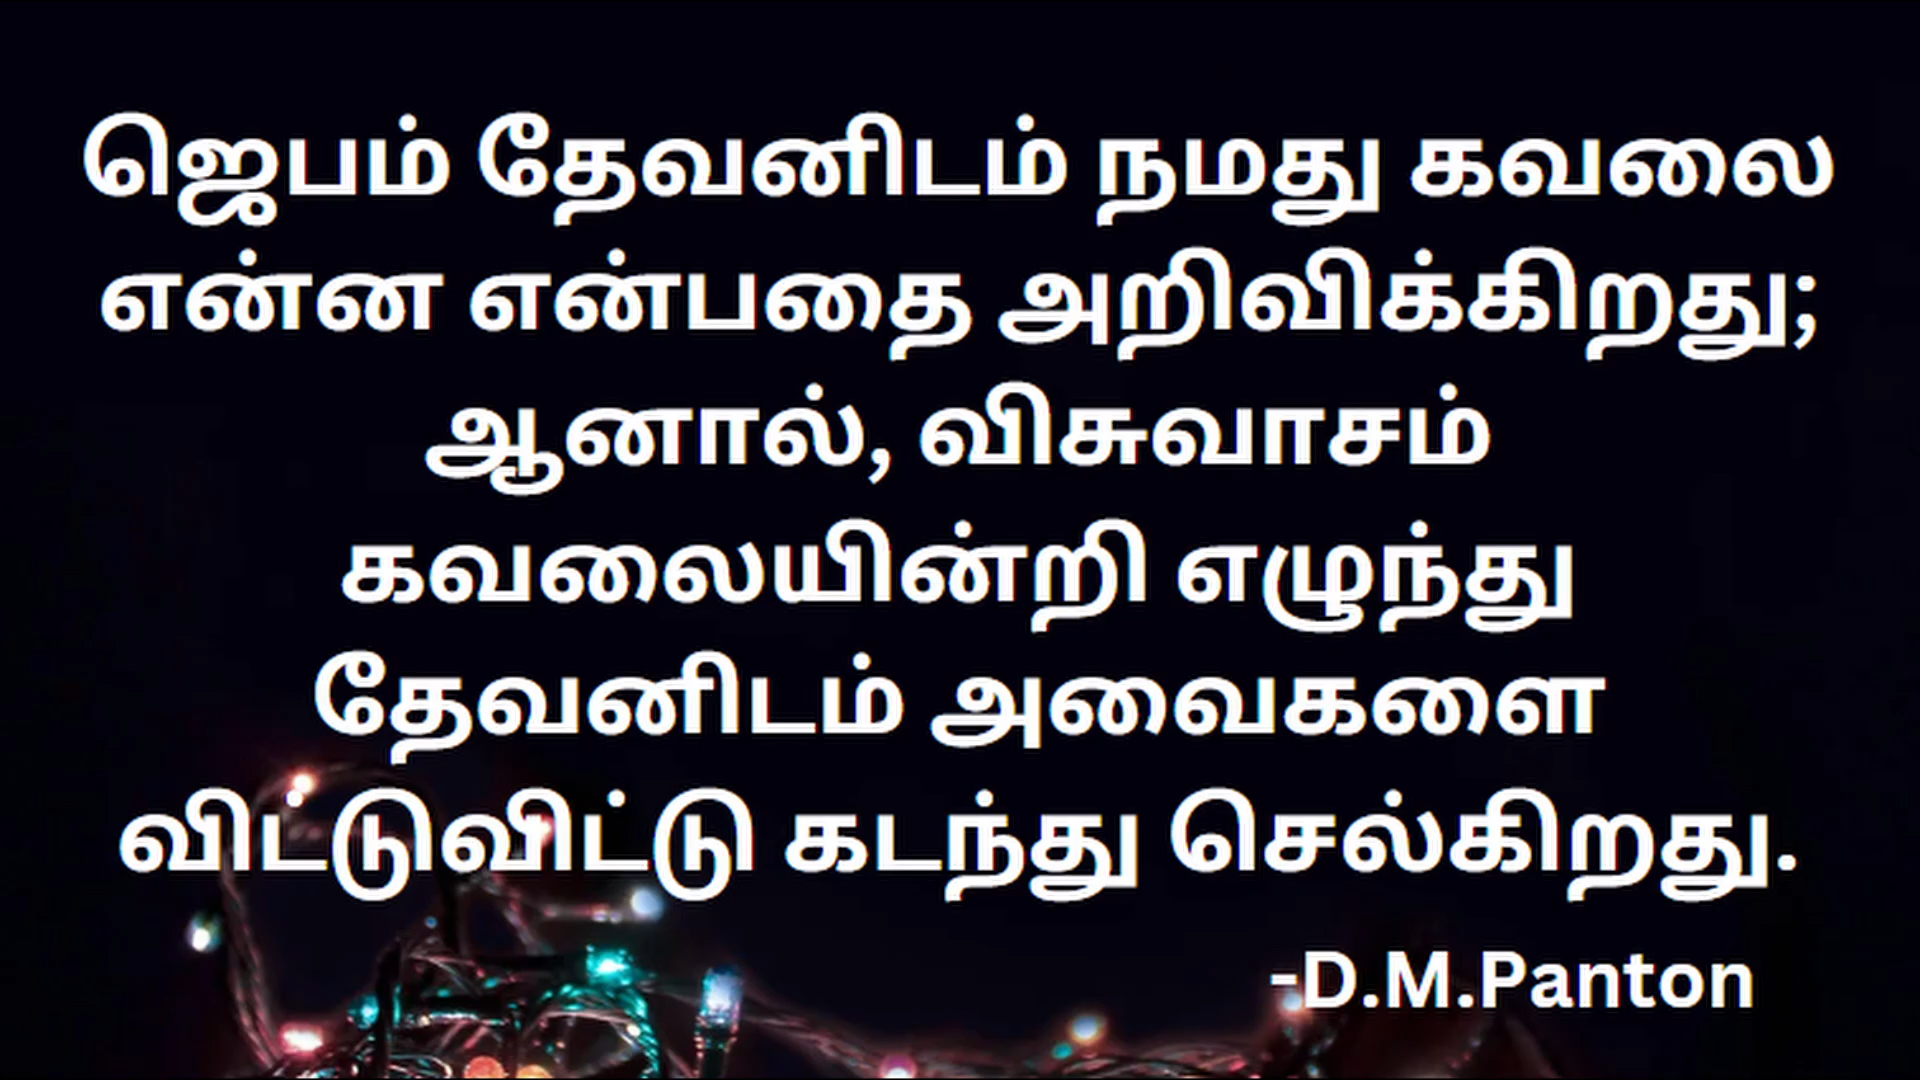 ஜெபம் தேவனிடம் நமது கவலை
என்ன என்பதை அறிவிக்கிறது;
ஆனால், விசுவாசம்
கவலையின்றி எழுந்து
தேவனிடம் அவைகளை
விட்டுவிட்டு கடந்து செல்கிறது.
-D.M.Panton